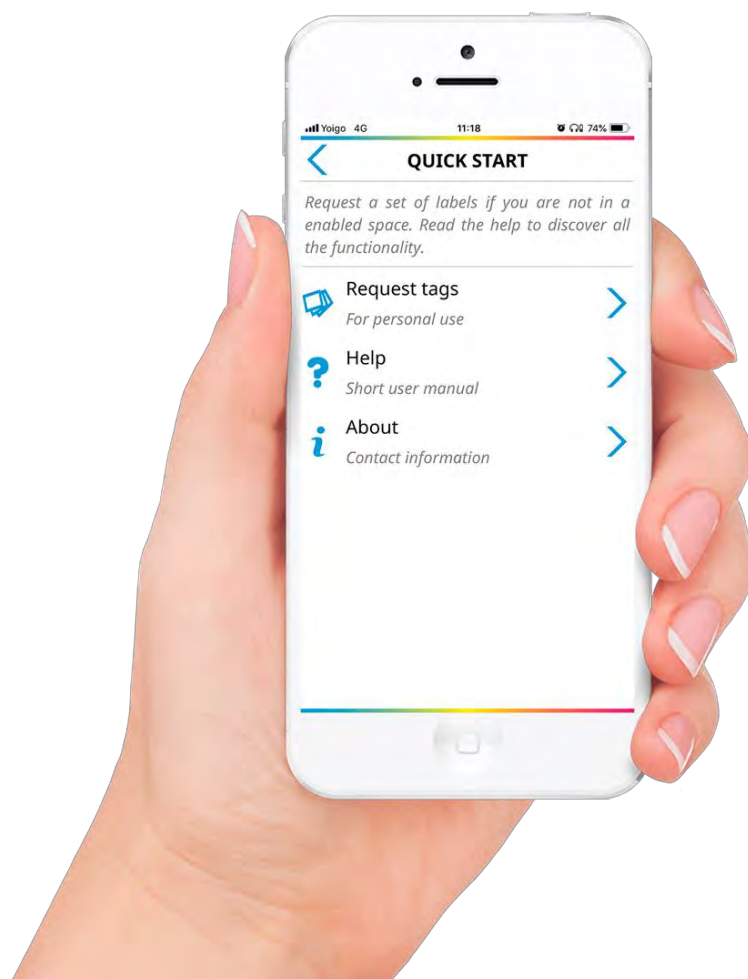 Yoigo 4G 11:18 74%
QUICK START
Request a set of labels if you are not in a
enabled space. Read the help to discover all
the functionality.
Request tags
For personal use
Help
Short user manual
About
Contact information